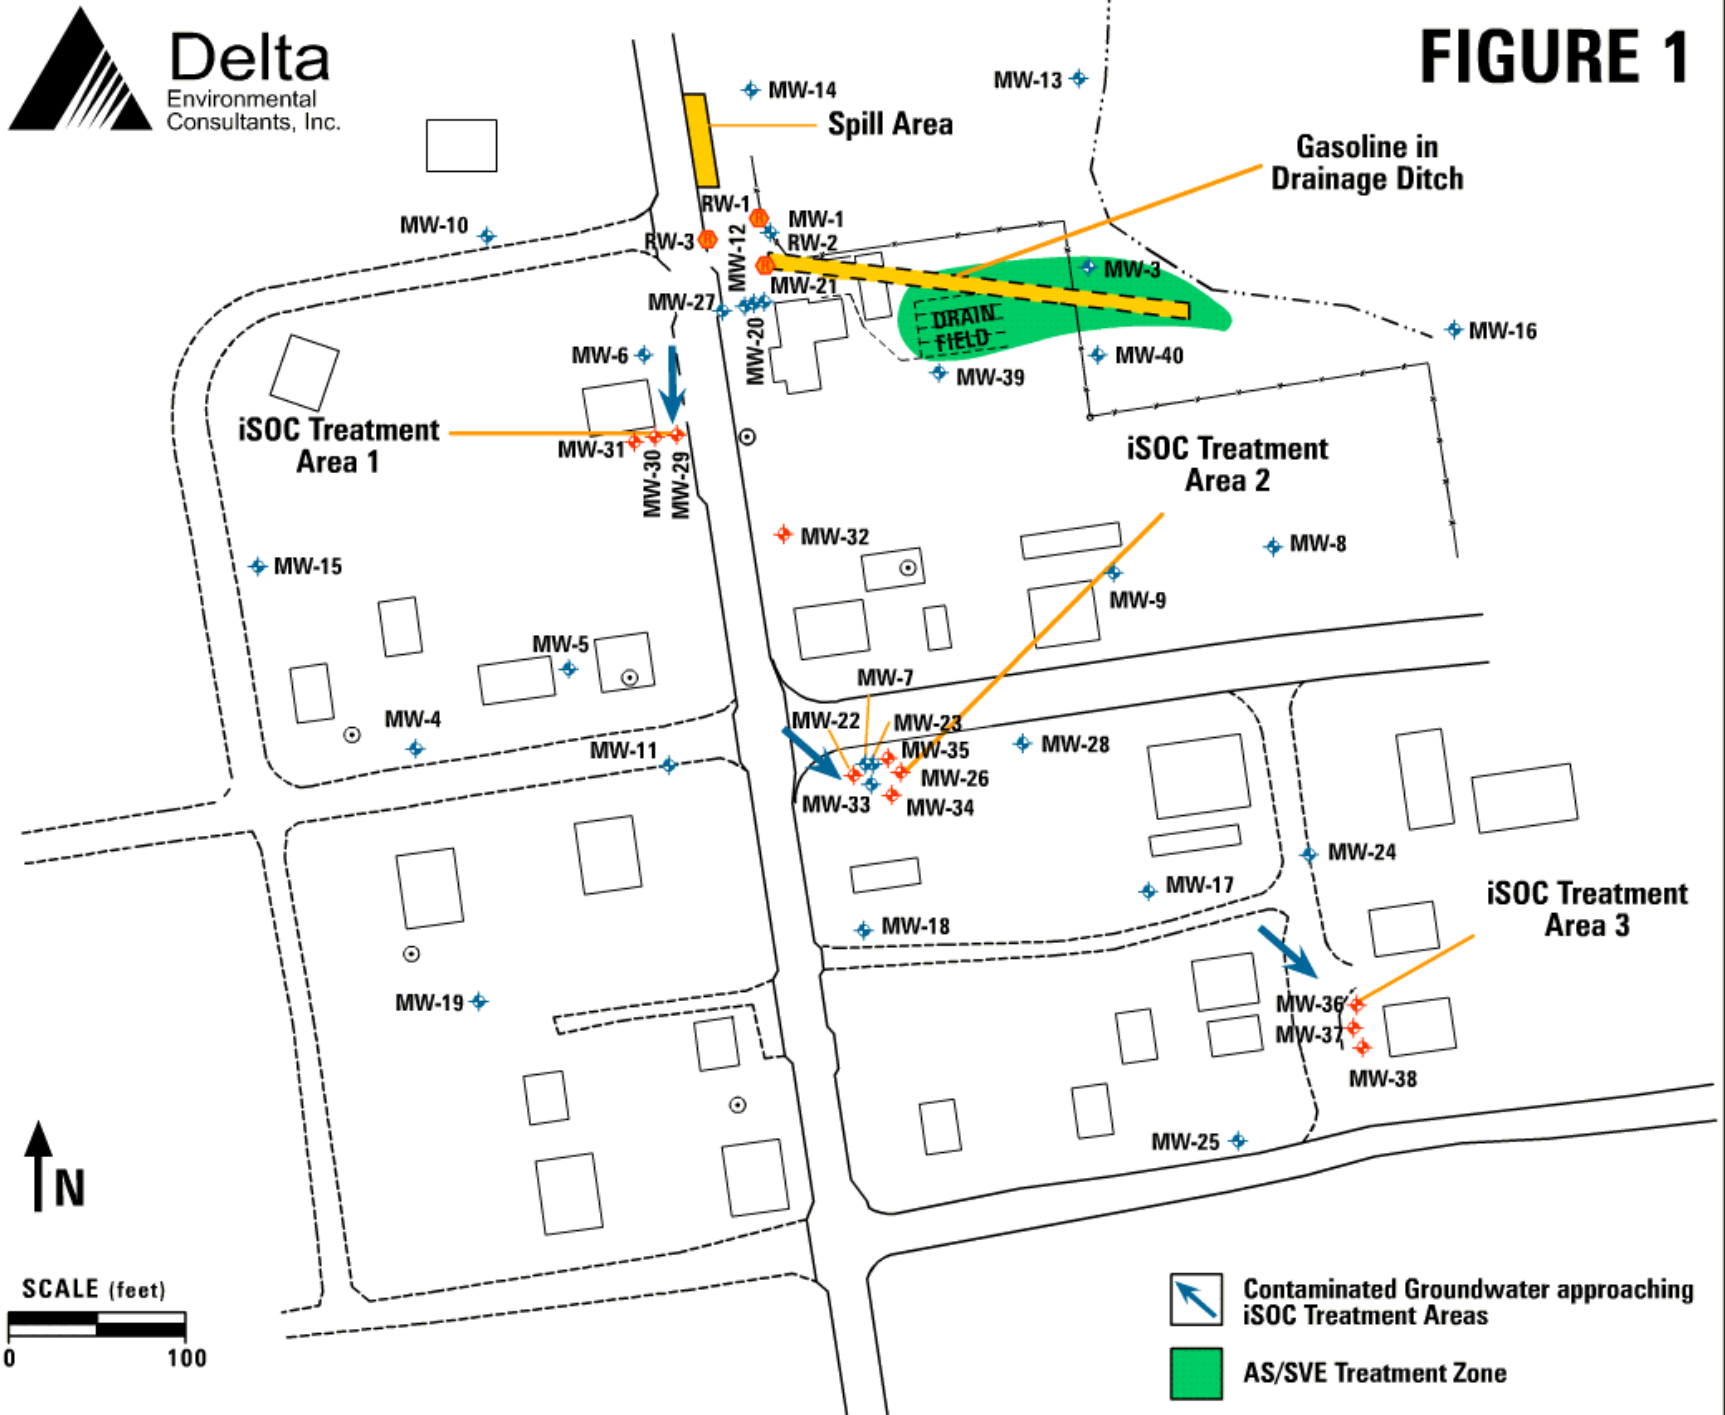 Delta
Environmental
Consultants, Inc.
FIGURE 1
MW-14
MW-13
Spill Area
Gasoline in
Drainage Ditch
RW-1
MW-1
MW-10
RW-3
MW-12
RW-2
MW-3
MW-21
MW-27
DRAIN
FIELD
MW-16
MW-20
MW-6
MW-40
MW-39
iSOC Treatment
Area 1
MW-31
MW-30
MW-29
iSOC Treatment
Area 2
MW-32
MW-8
MW-15
MW-9
MW-5
MW-7
MW-4
MW-22
MW-23
MW-11
MW-35
MW-28
MW-26
MW-33
MW-34
MW-24
MW-17
iSOC Treatment
Area 3
MW-18
MW-19
MW-36
MW-37
MW-38
MW-25
N
SCALE (feet)
0
100
Contaminated Groundwater approaching
iSOC Treatment Areas
AS/SVE Treatment Zone
R
R
R